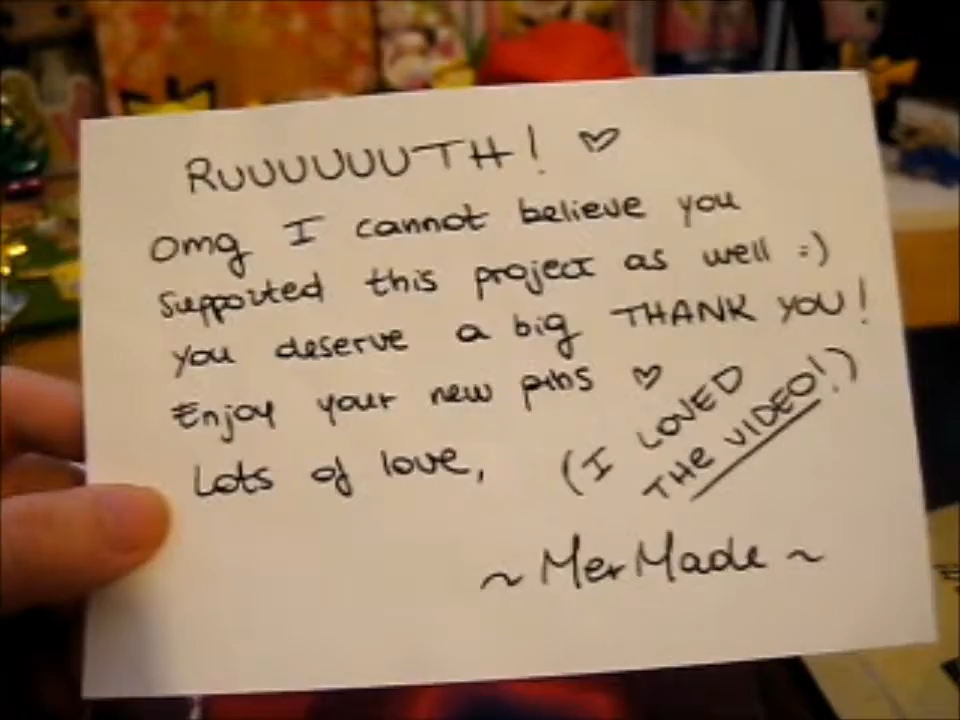 RUUUUUUTH! ♡
Omg I cannot believe you
supported this project as well :)
you deserve a big THANK YOU!
Enjoy your new pins ♡
(I LOVED
THE VIDEO!)
Lots of love,
~ MerMade ~